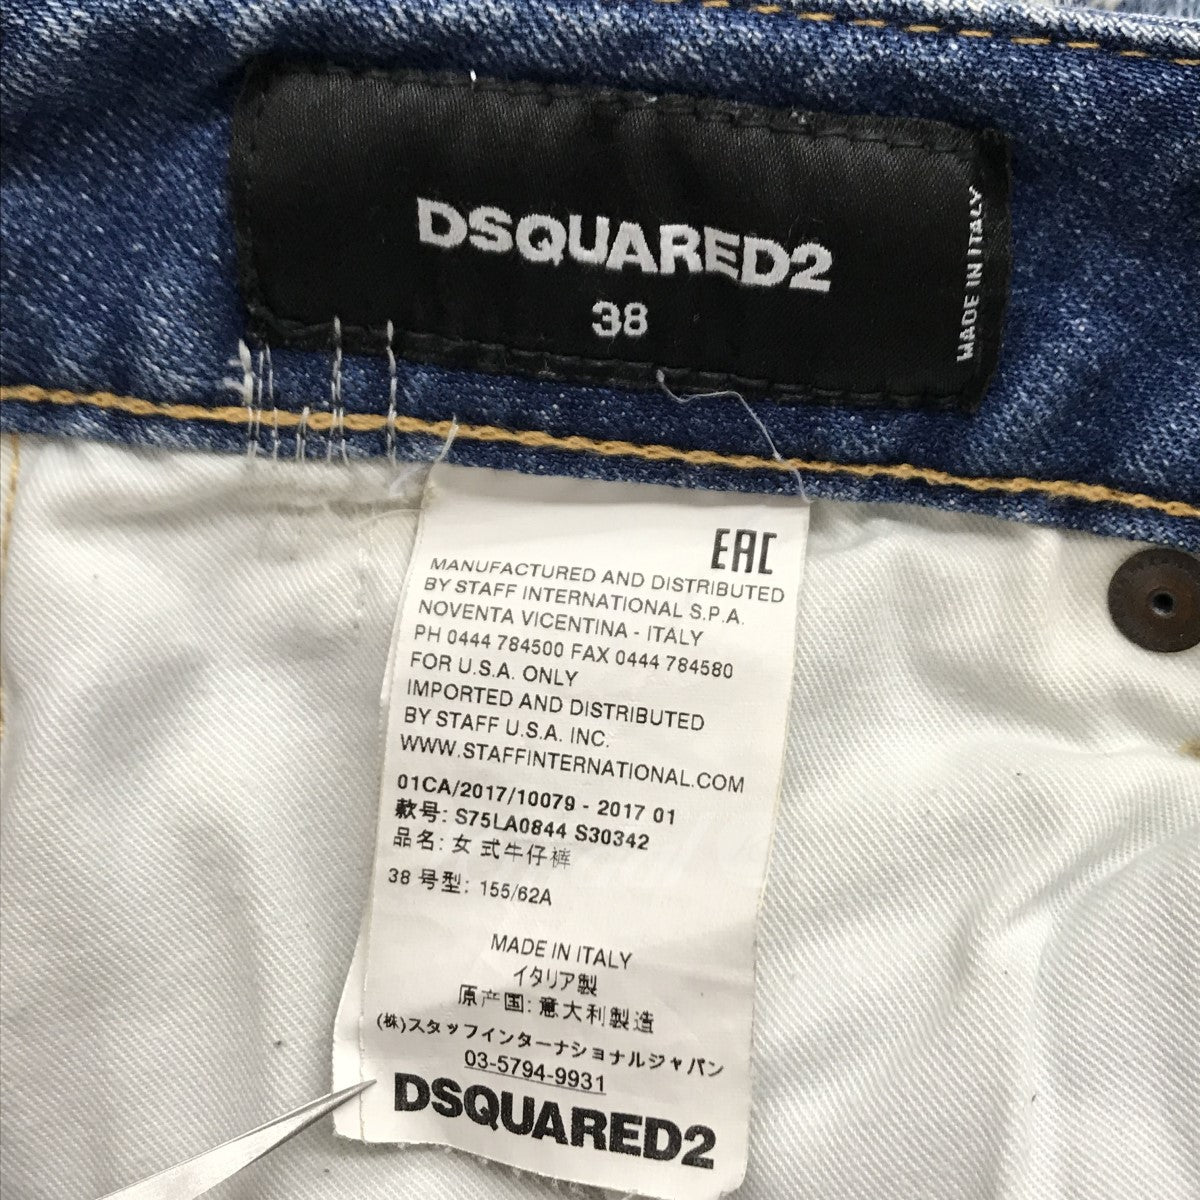 DSQUARED2
38
MADE IN ITALY
EAC
MANUFACTURED AND DISTRIBUTED
BY STAFF INTERNATIONAL S.P.A.
NOVENTA VICENTINA - ITALY
PH 0444 784500 FAX 0444 784580
FOR U.S.A. ONLY
IMPORTED AND DISTRIBUTED
BY STAFF U.S.A. INC.
WWW.STAFFINTERNATIONAL.COM
01CA/2017/10079 - 2017 01
款号: S75LA0844 S30342
品名: 女 式牛仔裤
38 号型: 155/62A
MADE IN ITALY
イタリア製
原产国: 意大利製造
(株)スタッフインターナショナルジャパン
03-5794-9931
DSQUARED2